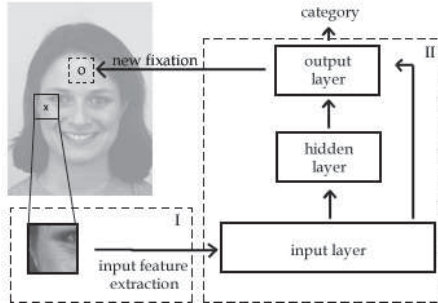 category
II
output
layer
new fixation
o
x
hidden
layer
I
input layer
input feature
extraction